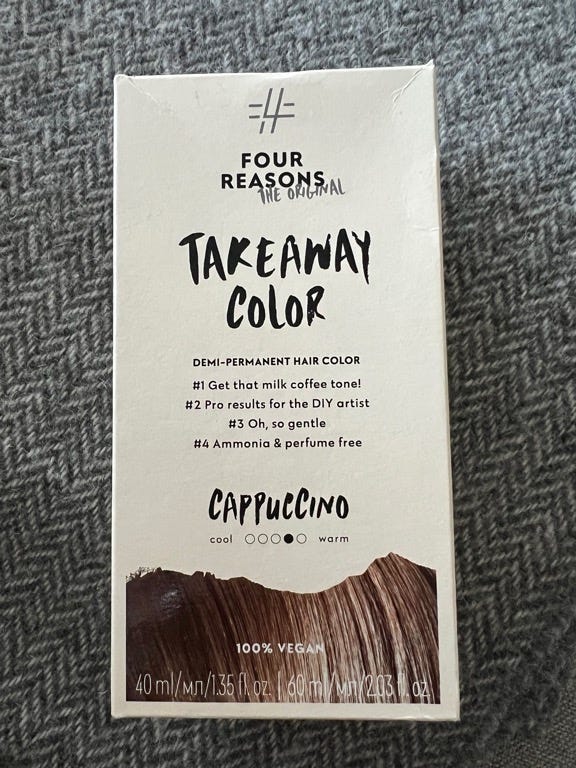 FOUR
REASONS
THE ORIGINAL
TAKEAWAY
COLOR
DEMI-PERMANENT HAIR COLOR
#1 Get that milk coffee tone!
#2 Pro results for the DIY artist
#3 Oh, so gentle
#4 Ammonia & perfume free
CAPPUCCINO
cool warm
100% VEGAN
40 ml/мл/1.35 fl. oz. | 60 ml/мл/2.03 fl. oz.